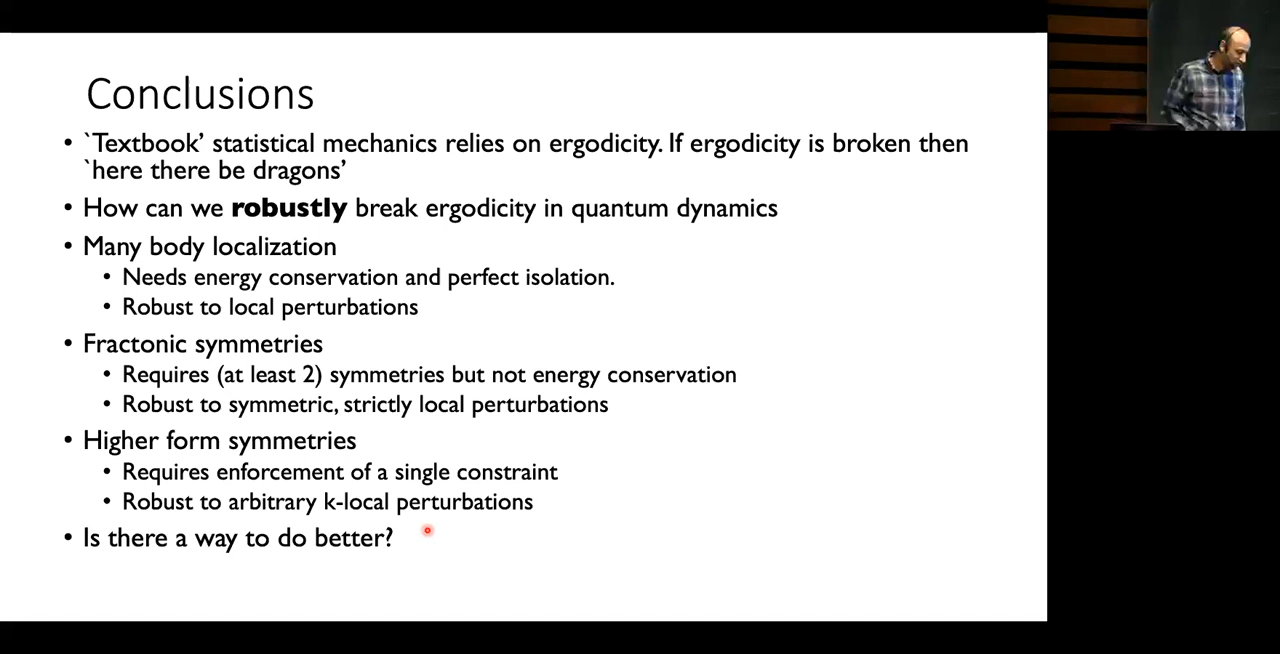 Conclusions
• `Textbook’ statistical mechanics relies on ergodicity. If ergodicity is broken then
`here there be dragons’
• How can we robustly break ergodicity in quantum dynamics
• Many body localization
• Needs energy conservation and perfect isolation.
• Robust to local perturbations
• Fractonic symmetries
• Requires (at least 2) symmetries but not energy conservation
• Robust to symmetric, strictly local perturbations
• Higher form symmetries
• Requires enforcement of a single constraint
• Robust to arbitrary k-local perturbations
• Is there a way to do better?